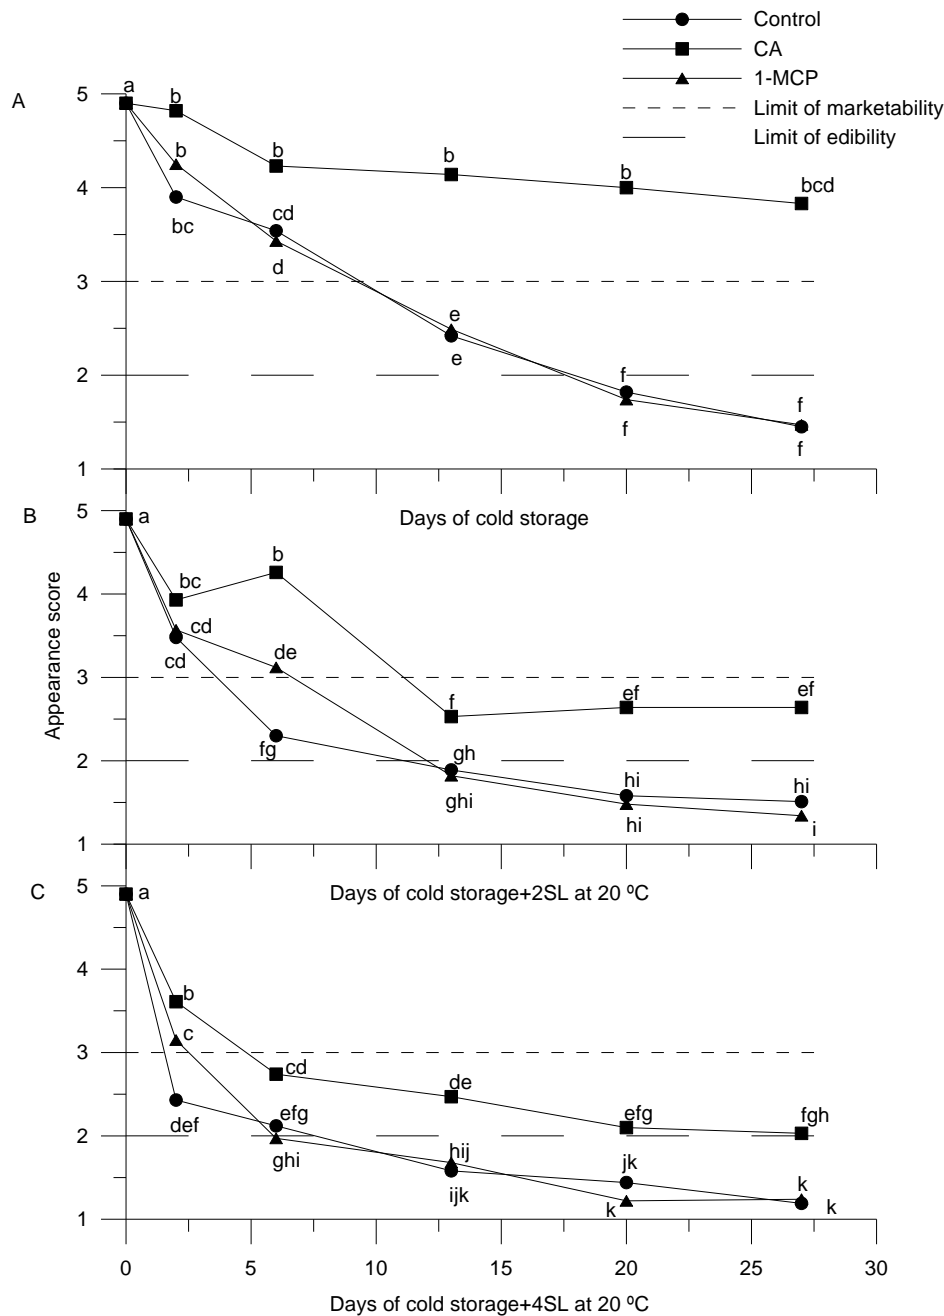 Control
CA
1-MCP
Limit of marketability
Limit of edibility
A
5
4
3
2
1
a
b
b
b
b
bcd
b
bc
cd
d
e
e
f
f
f
f
Days of cold storage
B
Appearance score
5
4
3
2
1
a
bc
b
cd
cd
de
fg
f
ef
ef
gh
ghi
hi
hi
hi
i
Days of cold storage+2SL at 20 ºC
C
5
4
3
2
1
a
b
c
def
cd
efg
ghi
de
hij
ijk
efg
jk
k
fgh
k
k
0 5 10 15 20 25 30
Days of cold storage+4SL at 20 ºC